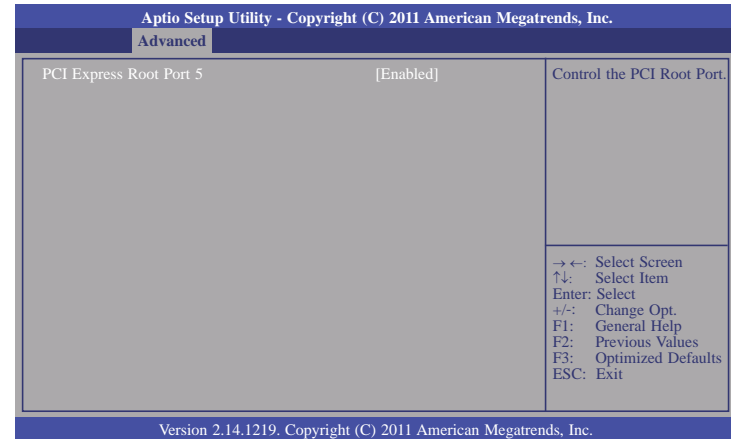 Aptio Setup Utility - Copyright (C) 2011 American Megatrends, Inc.
Advanced
PCI Express Root Port 5 [Enabled]
Control the PCI Root Port.
→←: Select Screen
↑↓: Select Item
Enter: Select
+/-: Change Opt.
F1: General Help
F2: Previous Values
F3: Optimized Defaults
ESC: Exit
Version 2.14.1219. Copyright (C) 2011 American Megatrends, Inc.